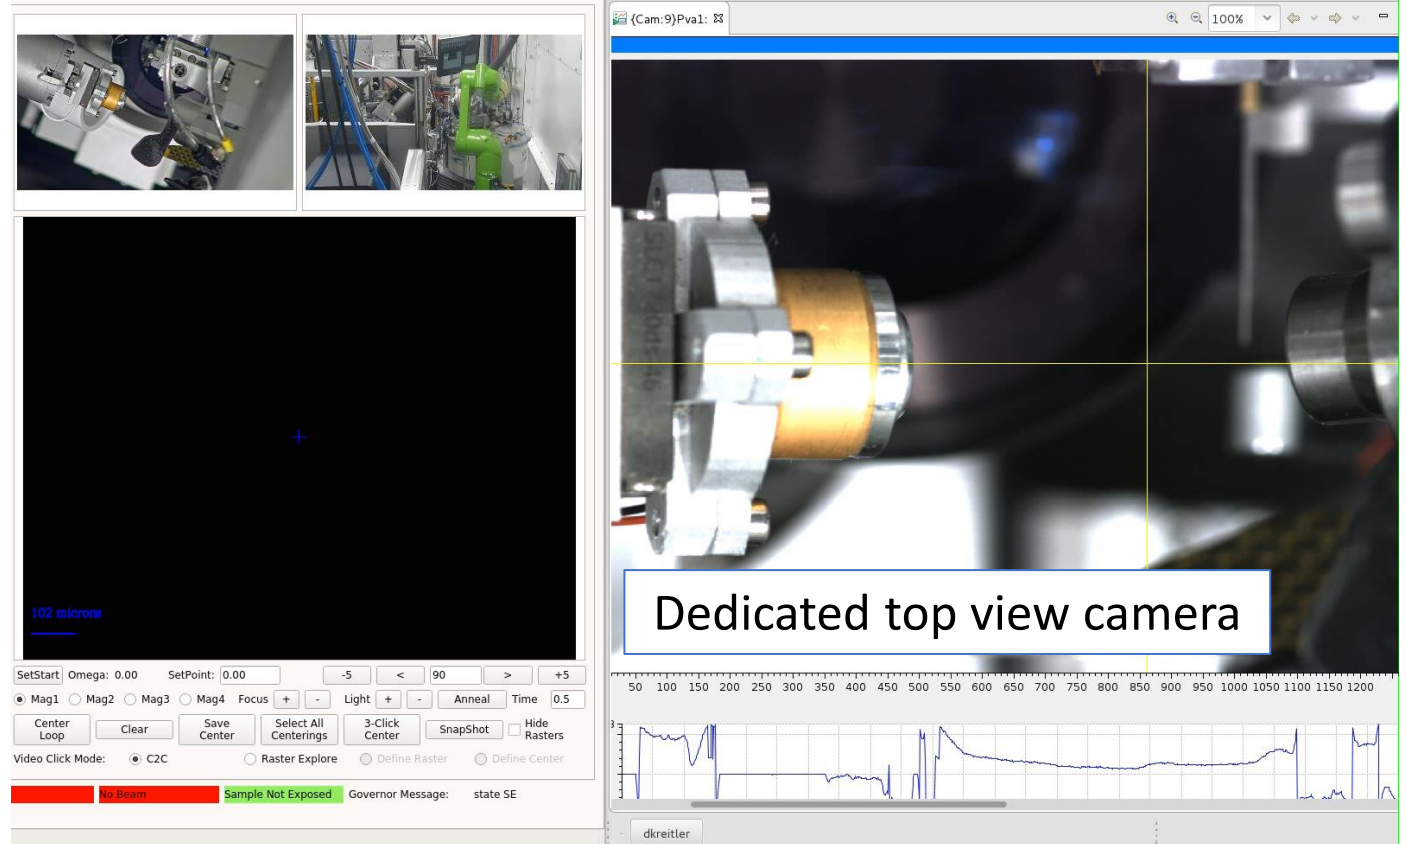 {Cam:9}Pva1:
100%
102 microns
Dedicated top view camera
SetStart Omega: 0.00 SetPoint: 0.00 -5 < 90 > +5
Mag1 Mag2 Mag3 Mag4 Focus + - Light + - Anneal Time 0.5
Center Loop
Clear
Save Center
Select All Centerings
3-Click Center
SnapShot
Hide Rasters
Video Click Mode: C2C Raster Explore Define Raster Define Center
No Beam Sample Not Exposed Governor Message: state SE
50 100 150 200 250 300 350 400 450 500 550 600 650 700 750 800 850 900 950 1000 1050 1100 1150 1200
3
dkreitler